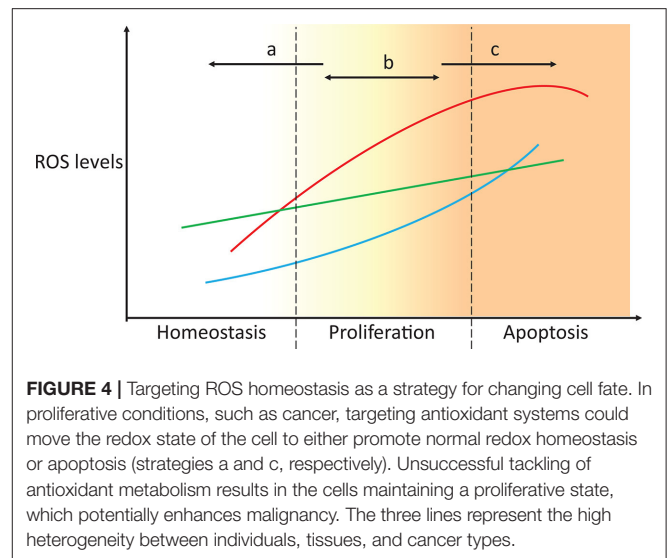 a
b
c
ROS levels
Homeostasis
Proliferation
Apoptosis
FIGURE 4 | Targeting ROS homeostasis as a strategy for changing cell fate. In
proliferative conditions, such as cancer, targeting antioxidant systems could
move the redox state of the cell to either promote normal redox homeostasis
or apoptosis (strategies a and c, respectively). Unsuccessful tackling of
antioxidant metabolism results in the cells maintaining a proliferative state,
which potentially enhances malignancy. The three lines represent the high
heterogeneity between individuals, tissues, and cancer types.